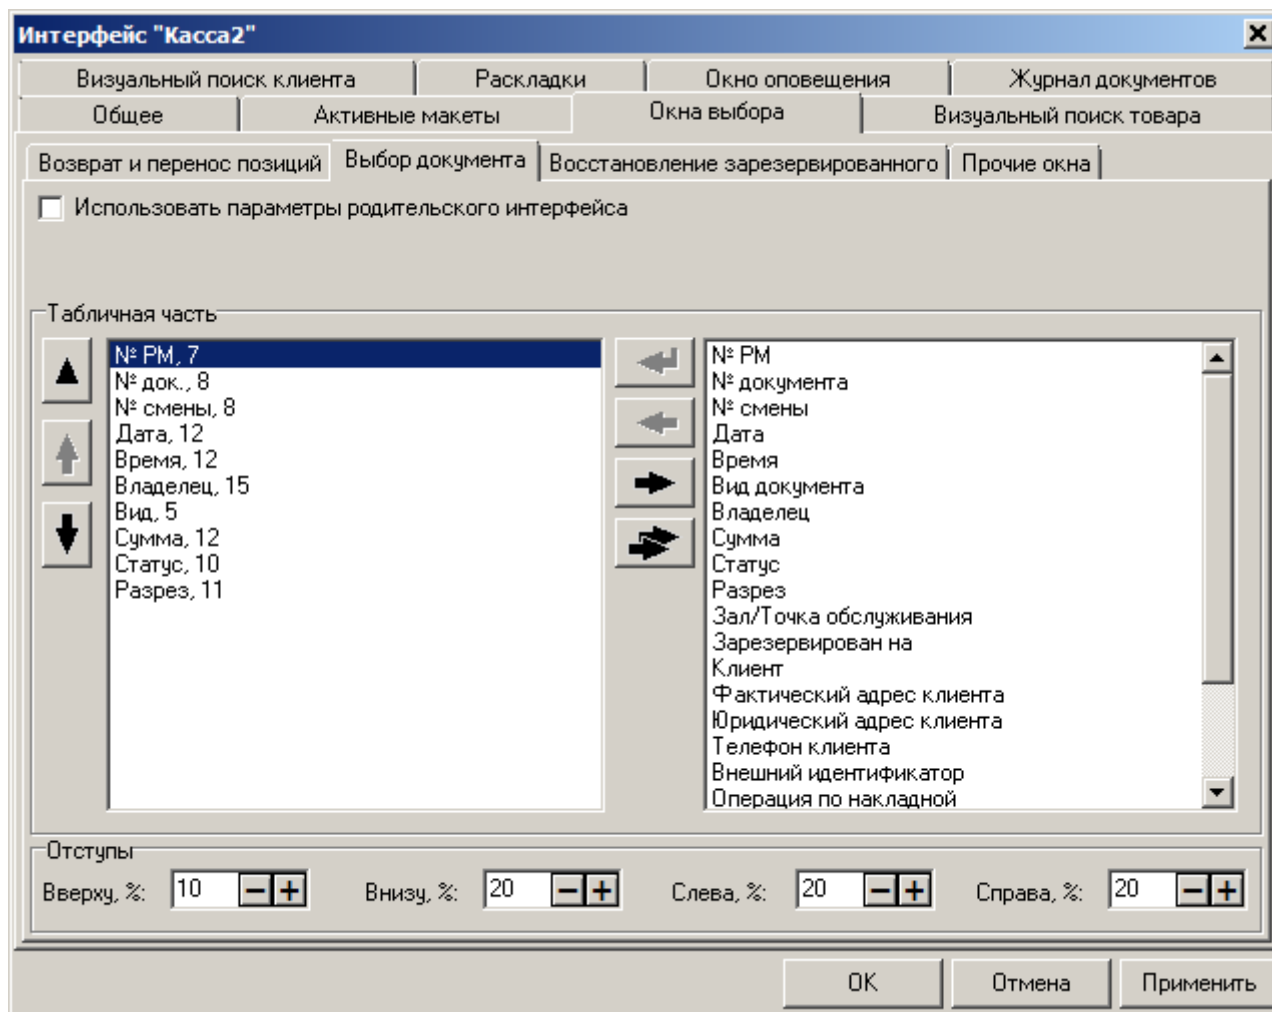 Интерфейс "Касса2"
Визуальный поиск клиента
Раскладки
Окно оповещения
Журнал документов
Общее
Активные макеты
Окна выбора
Визуальный поиск товара
Возврат и перенос позиций
Выбор документа
Восстановление зарезервированного
Прочие окна
Использовать параметры родительского интерфейса
Табличная часть
№ РМ, 7
№ док., 8
№ смены, 8
Дата, 12
Время, 12
Владелец, 15
Вид, 5
Сумма, 12
Статус, 10
Разрез, 11
№ РМ
№ документа
№ смены
Дата
Время
Вид документа
Владелец
Сумма
Статус
Разрез
Зал/Точка обслуживания
Зарезервирован на
Клиент
Фактический адрес клиента
Юридический адрес клиента
Телефон клиента
Внешний идентификатор
Операция по накладной
Отступы
Вверху, %: 10
Внизу, %: 20
Слева, %: 20
Справа, %: 20
OK
Отмена
Применить